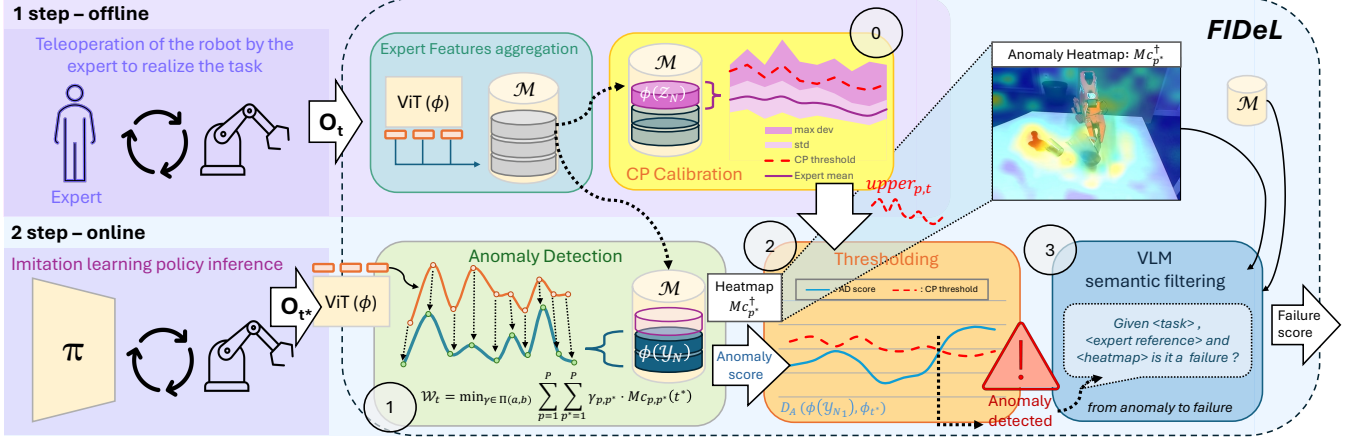 1 step – offline
Teleoperation of the robot by the
expert to realize the task
Expert
O_t
Expert Features aggregation
ViT (ϕ)
ℳ
0
ℳ
ϕ(𝒵_N)
max dev
std
CP threshold
Expert mean
CP Calibration
upper_{p,t}
Anomaly Heatmap: Mc^†_{p*}
FIDeL
ℳ
2 step – online
Imitation learning policy inference
π
O_{t*}
ViT (ϕ)
1
Anomaly Detection
ℳ
ϕ(𝒴_N)
𝒲_t = min_{γ∈Π(a,b)} ∑_{p=1}^{P} ∑_{p*=1}^{P} γ_{p,p*} · MC_{p,p*}(t*)
Heatmap
Mc^†_{p*}
Anomaly
score
2
Thresholding
: AD score
: CP threshold
D_A (ϕ(𝒴_{N_1}), ϕ_{t*})
Anomaly
detected
3
VLM
semantic filtering
Given <task> ,
<expert reference> and
<heatmap> is it a failure ?
from anomaly to failure
Failure
score